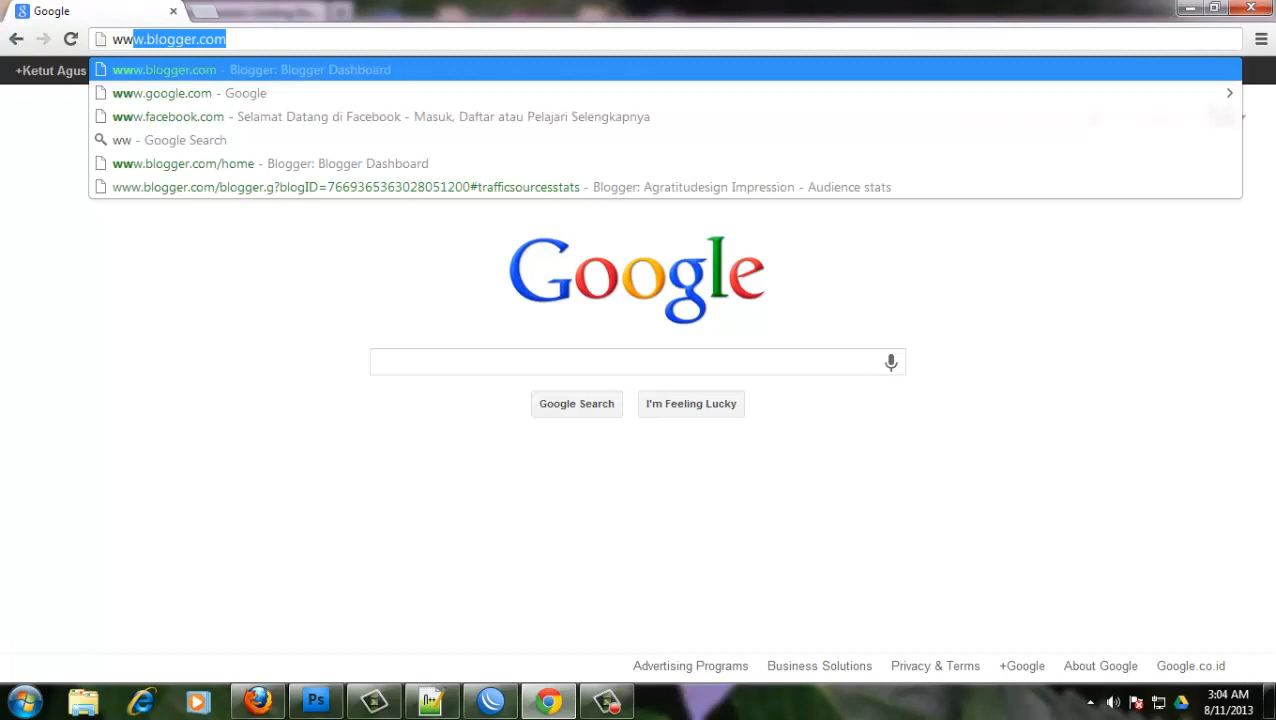 Google
www.blogger.com
+Ketut Agus
www.blogger.com - Blogger: Blogger Dashboard
www.google.com - Google
www.facebook.com - Selamat Datang di Facebook - Masuk, Daftar atau Pelajari Selengkapnya
ww - Google Search
www.blogger.com/home - Blogger: Blogger Dashboard
www.blogger.com/blogger.g?blogID=7669365363028051200#trafficsourcesstats - Blogger: Agratitudesign Impression - Audience stats
Google
Google Search
I'm Feeling Lucky
Advertising Programs
Business Solutions
Privacy & Terms
+Google
About Google
Google.co.id
Ps
3:04 AM
8/11/2013